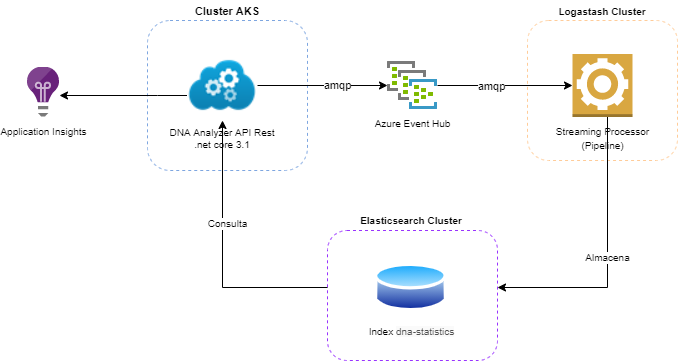 Cluster AKS
Logastash Cluster
amqp
amqp
Application Insights
DNA Analyzer API Rest
.net core 3.1
Azure Event Hub
Streaming Processor
(Pipeline)
Consulta
Elasticsearch Cluster
Almacena
Index dna-statistics